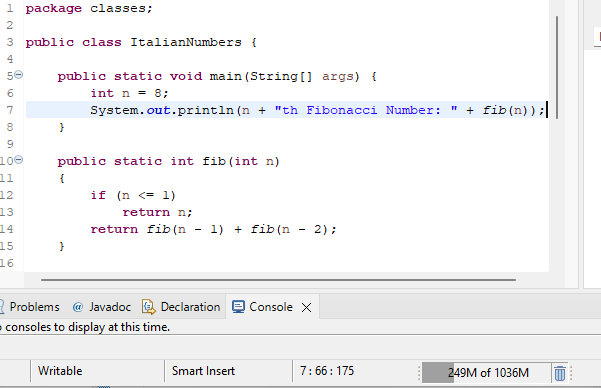 1 package classes;
2
3 public class ItalianNumbers {
4
5 public static void main(String[] args) {
6 int n = 8;
7 System.out.println(n + "th Fibonacci Number: " + fib(n));
8 }
9
10 public static int fib(int n)
11 {
12 if (n <= 1)
13 return n;
14 return fib(n - 1) + fib(n - 2);
15 }
16
Problems @ Javadoc Declaration Console
consoles to display at this time.
Writable Smart Insert 7 : 66 : 175 249M of 1036M